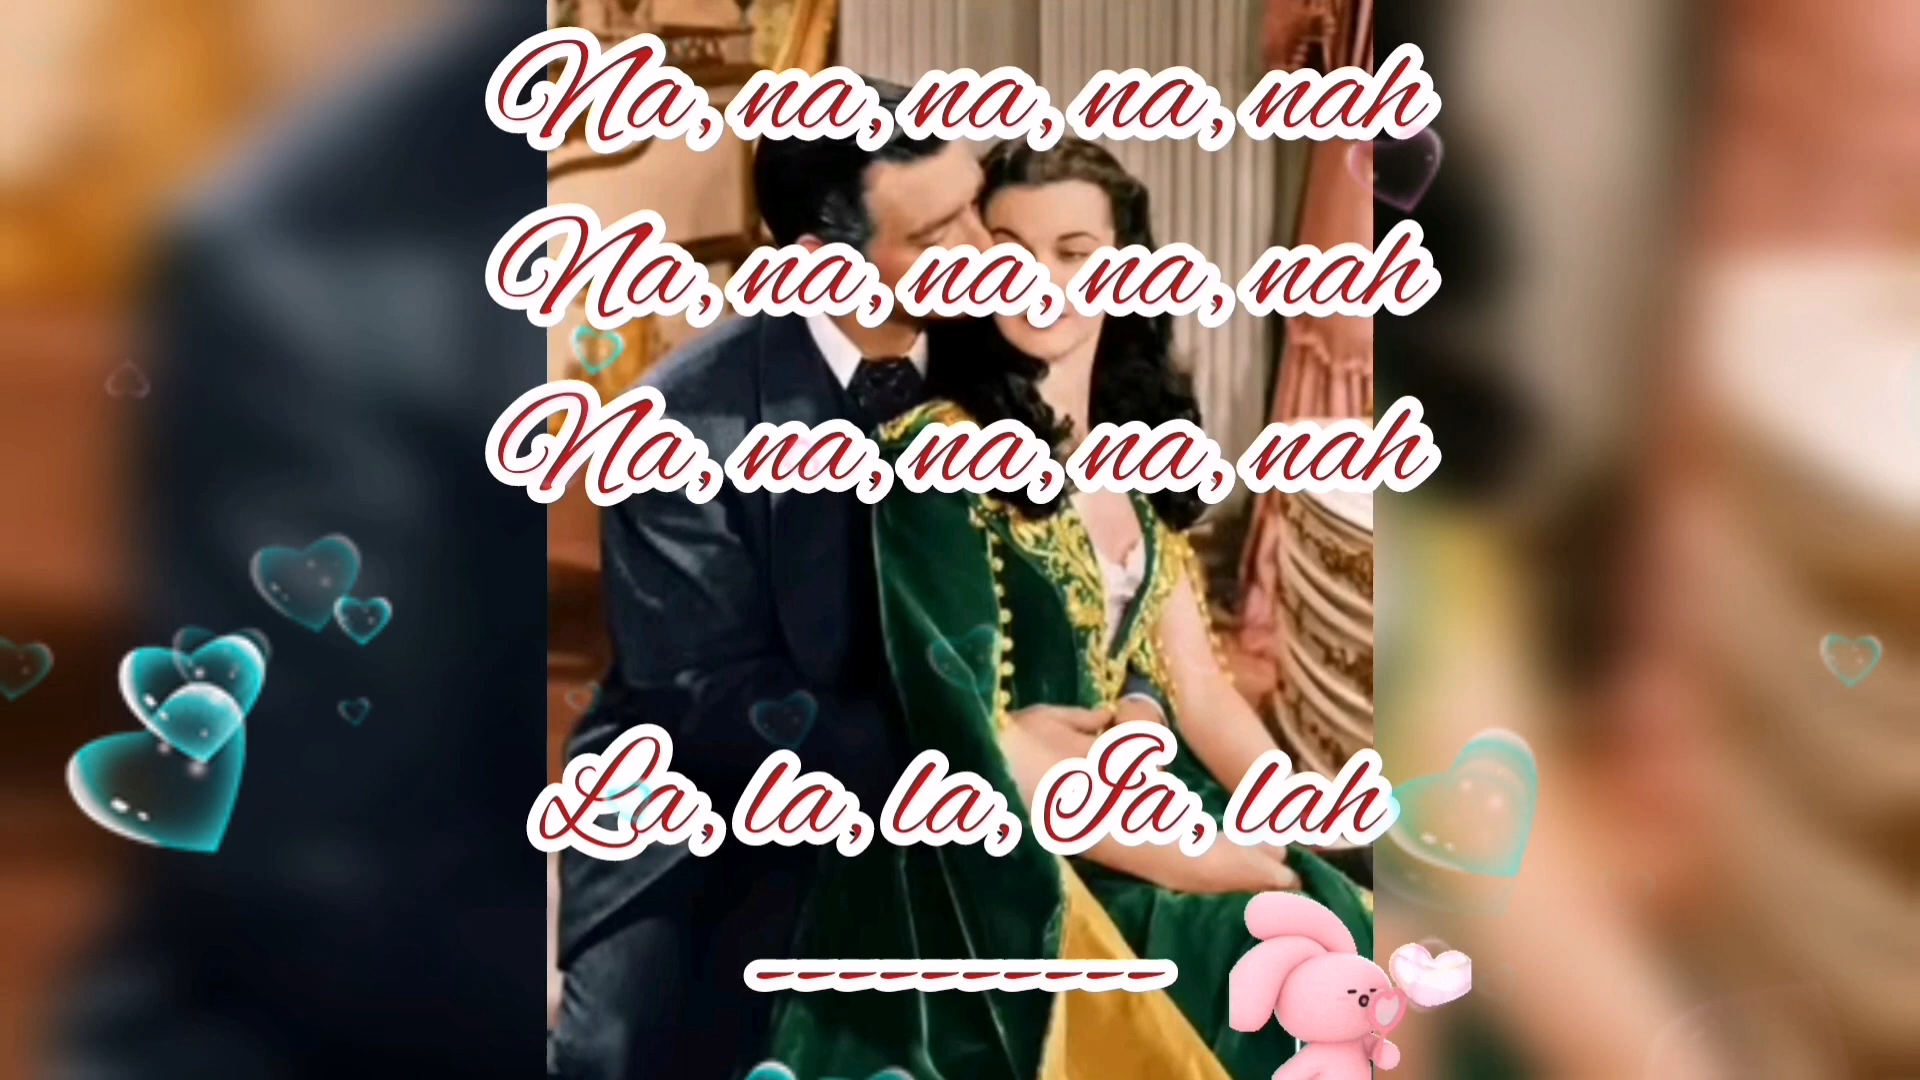 Na, na, na, na, nah
Na, na, na, na, nah
Na, na, na, na, nah
La, la, la, Ia, lah
----------